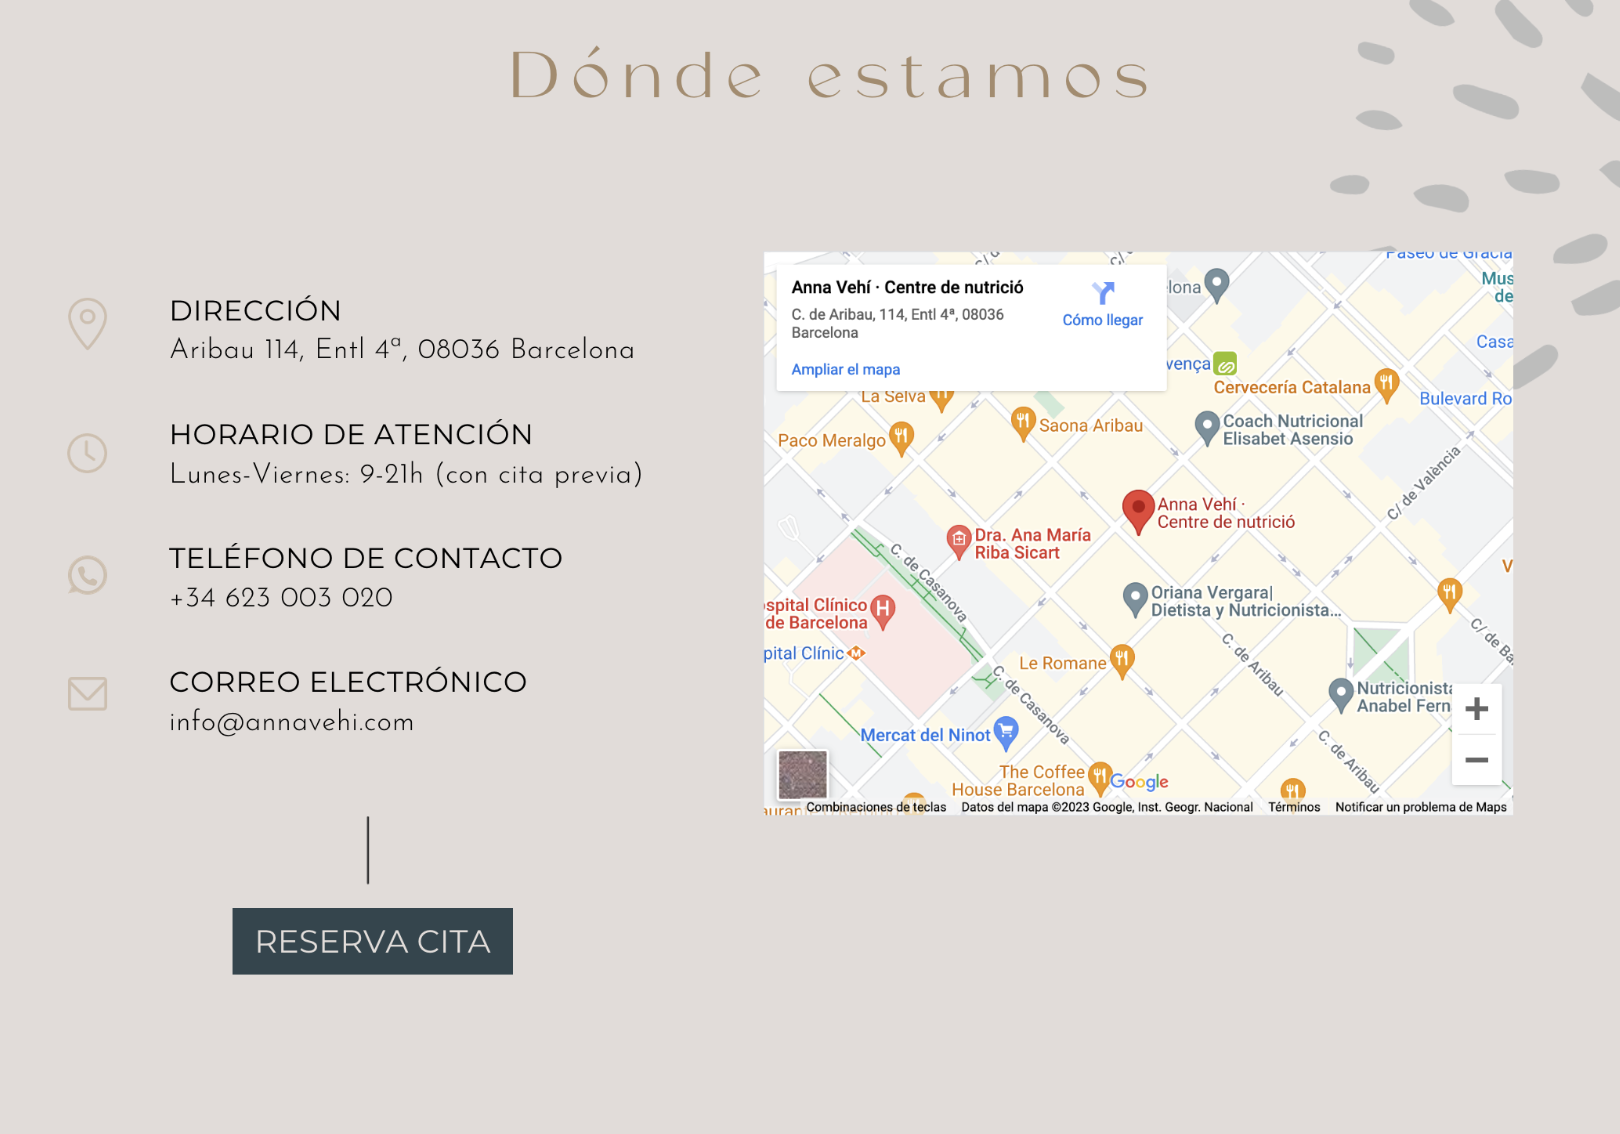 Dónde estamos
DIRECCIÓN
Aribau 114, Entl 4ª, 08036 Barcelona
HORARIO DE ATENCIÓN
Lunes-Viernes: 9-21h (con cita previa)
TELÉFONO DE CONTACTO
+34 623 003 020
CORREO ELECTRÓNICO
info@annavehi.com
RESERVA CITA
Anna Vehí · Centre de nutrició
C. de Aribau, 114, Entl 4ª, 08036
Barcelona
Cómo llegar
Ampliar el mapa
Paseo de Gracia
Mus
de
lona
Casa
vença
Cervecería Catalana
Bulevard Ro
La Selva
Saona Aribau
Coach Nutricional
Elisabet Asensio
Paco Meralgo
C/ de València
Anna Vehí ·
Centre de nutrició
Dra. Ana María
Riba Sicart
C. de Casanova
V
Oriana Vergara|
Dietista y Nutricionista...
spital Clínico
H
de Barcelona
pital Clínic
M
C/ de Ba
C. de Aribau
Le Romane
C. de Casanova
Nutricionista
Anabel Fern
Mercat del Ninot
C. de Aribau
The Coffee
House Barcelona
Google
Combinaciones de teclas
Datos del mapa ©2023 Google, Inst. Geogr. Nacional
Términos
Notificar un problema de Maps